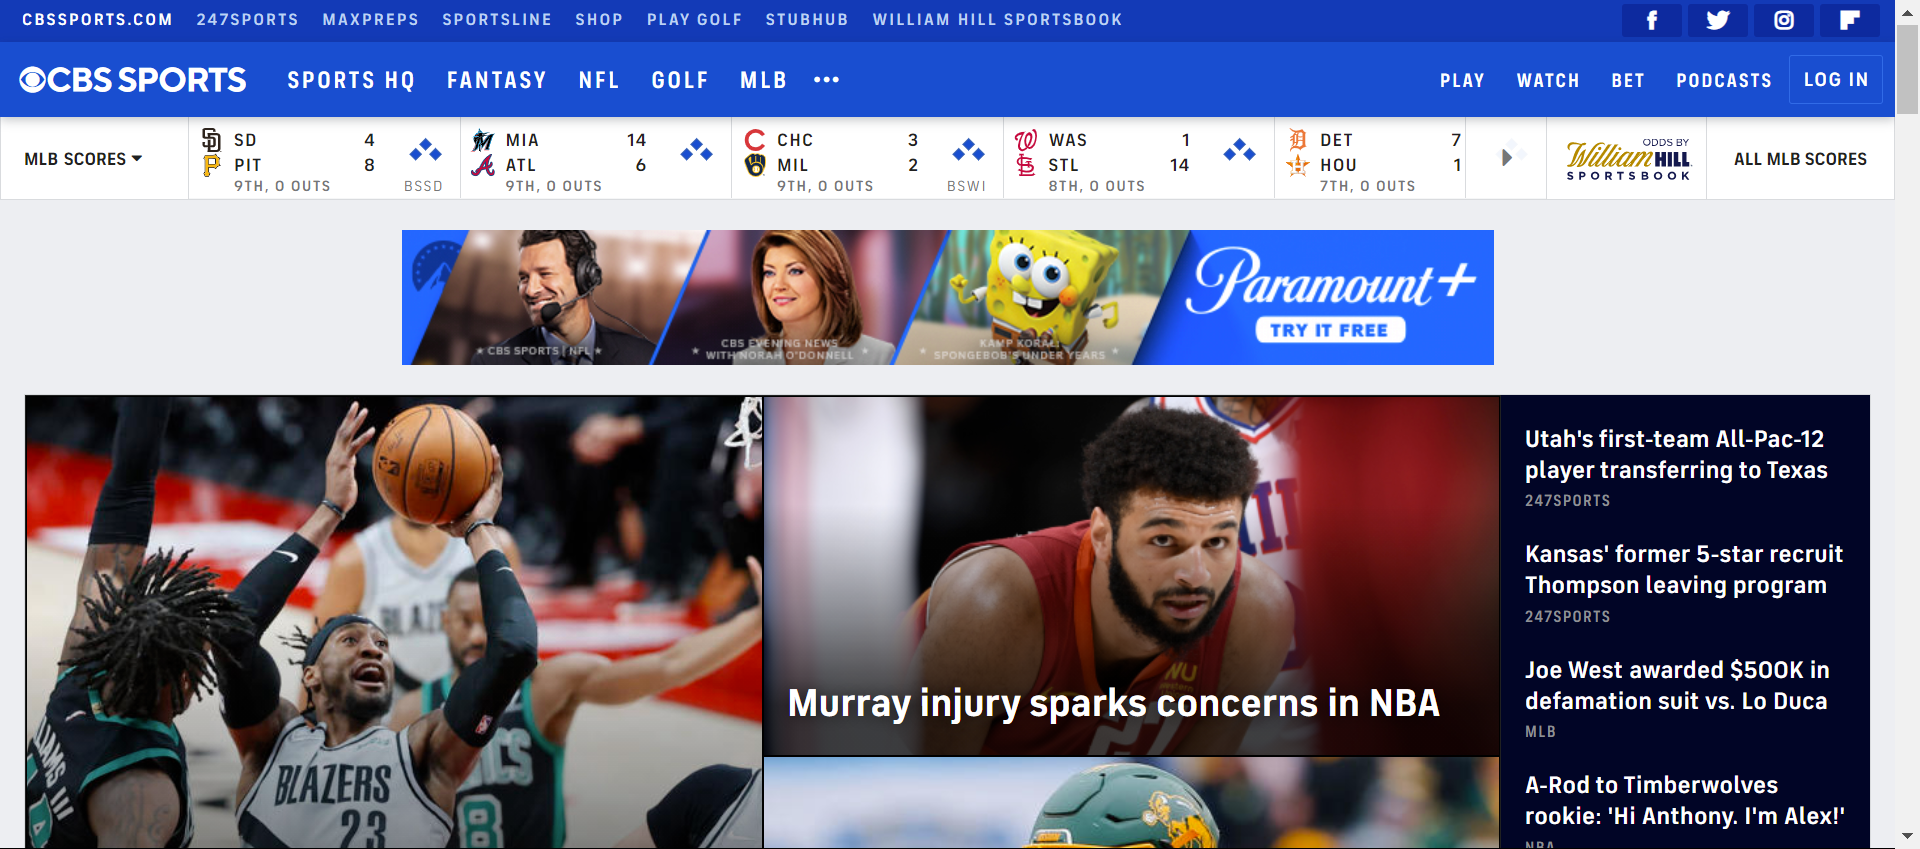 CBSSPORTS.COM 247SPORTS MAXPREPS SPORTSLINE SHOP PLAY GOLF STUBHUB WILLIAM HILL SPORTSBOOK
CBS SPORTS SPORTS HQ FANTASY NFL GOLF MLB ••• PLAY WATCH BET PODCASTS LOG IN
MLB SCORES
SD 4
PIT 8
9TH, 0 OUTS BSSD
MIA 14
ATL 6
9TH, 0 OUTS
CHC 3
MIL 2
9TH, 0 OUTS BSWI
WAS 1
STL 14
8TH, 0 OUTS
DET 7
HOU 1
7TH, 0 OUTS
ODDS BY
William HILL
SPORTSBOOK
ALL MLB SCORES
★ CBS SPORTS | NFL ★
CBS EVENING NEWS
★ WITH NORAH O'DONNELL ★
KAMP KORAL:
★ SPONGEBOB'S UNDER YEARS ★
Paramount+
TRY IT FREE
BLAZERS
23
Murray injury sparks concerns in NBA
Utah's first-team All-Pac-12
player transferring to Texas
247SPORTS
Kansas' former 5-star recruit
Thompson leaving program
247SPORTS
Joe West awarded $500K in
defamation suit vs. Lo Duca
MLB
A-Rod to Timberwolves
rookie: 'Hi Anthony. I'm Alex!'
NBA